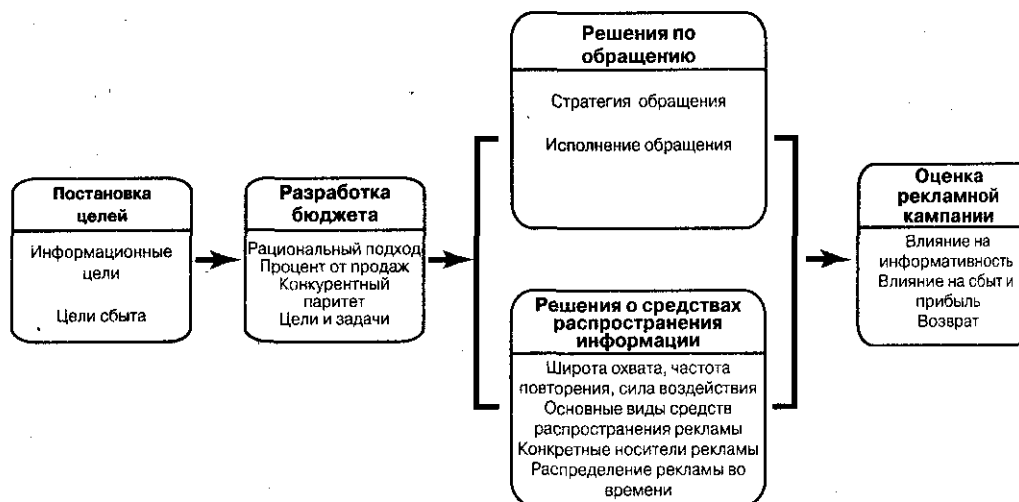 Постановка
целей
Информационные
цели
Цели сбыта
Разработка
бюджета
Рациональный подход
Процент от продаж
Конкурентный
паритет
Цели и задачи
Решения по
обращению
Стратегия обращения
Исполнение обращения
Решения о средствах
распространения
информации
Широта охвата, частота
повторения, сила воздействия
Основные виды средств
распространения рекламы
Конкретные носители рекламы
Распределение рекламы во
времени
Оценка
рекламной
кампании
Влияние на
информативность
Влияние на сбыт и
прибыль
Возврат